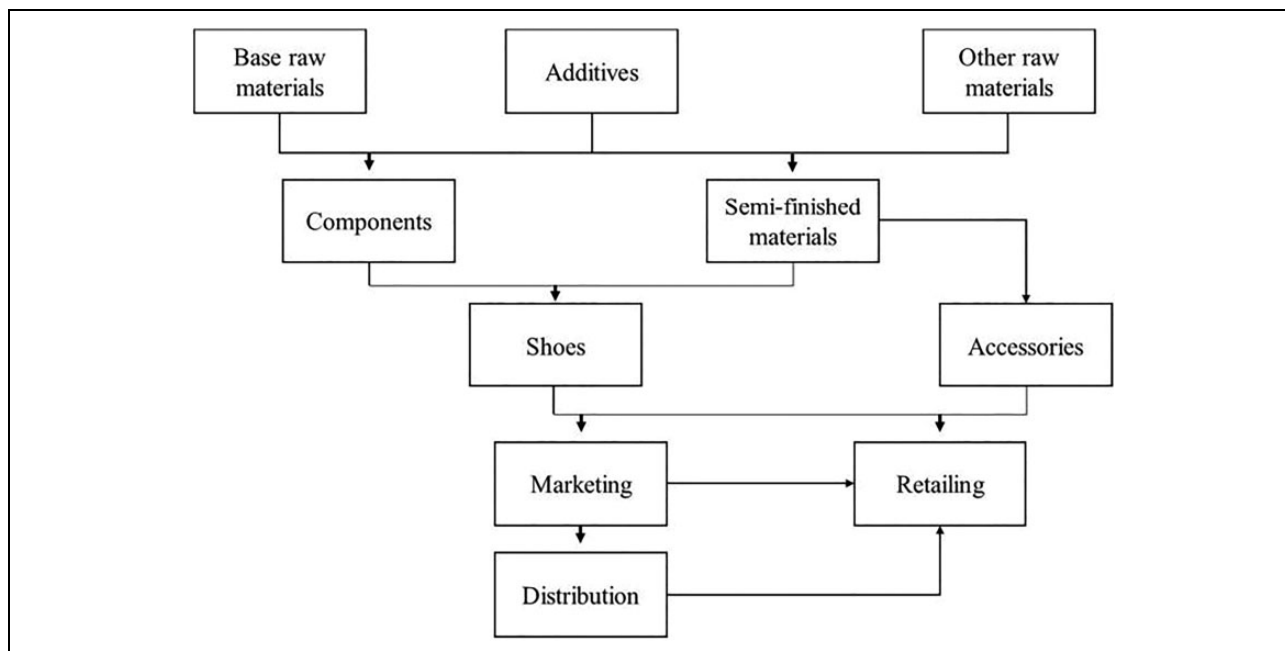 Base raw
materials
Additives
Other raw
materials
Components
Semi-finished
materials
Shoes
Accessories
Marketing
Retailing
Distribution